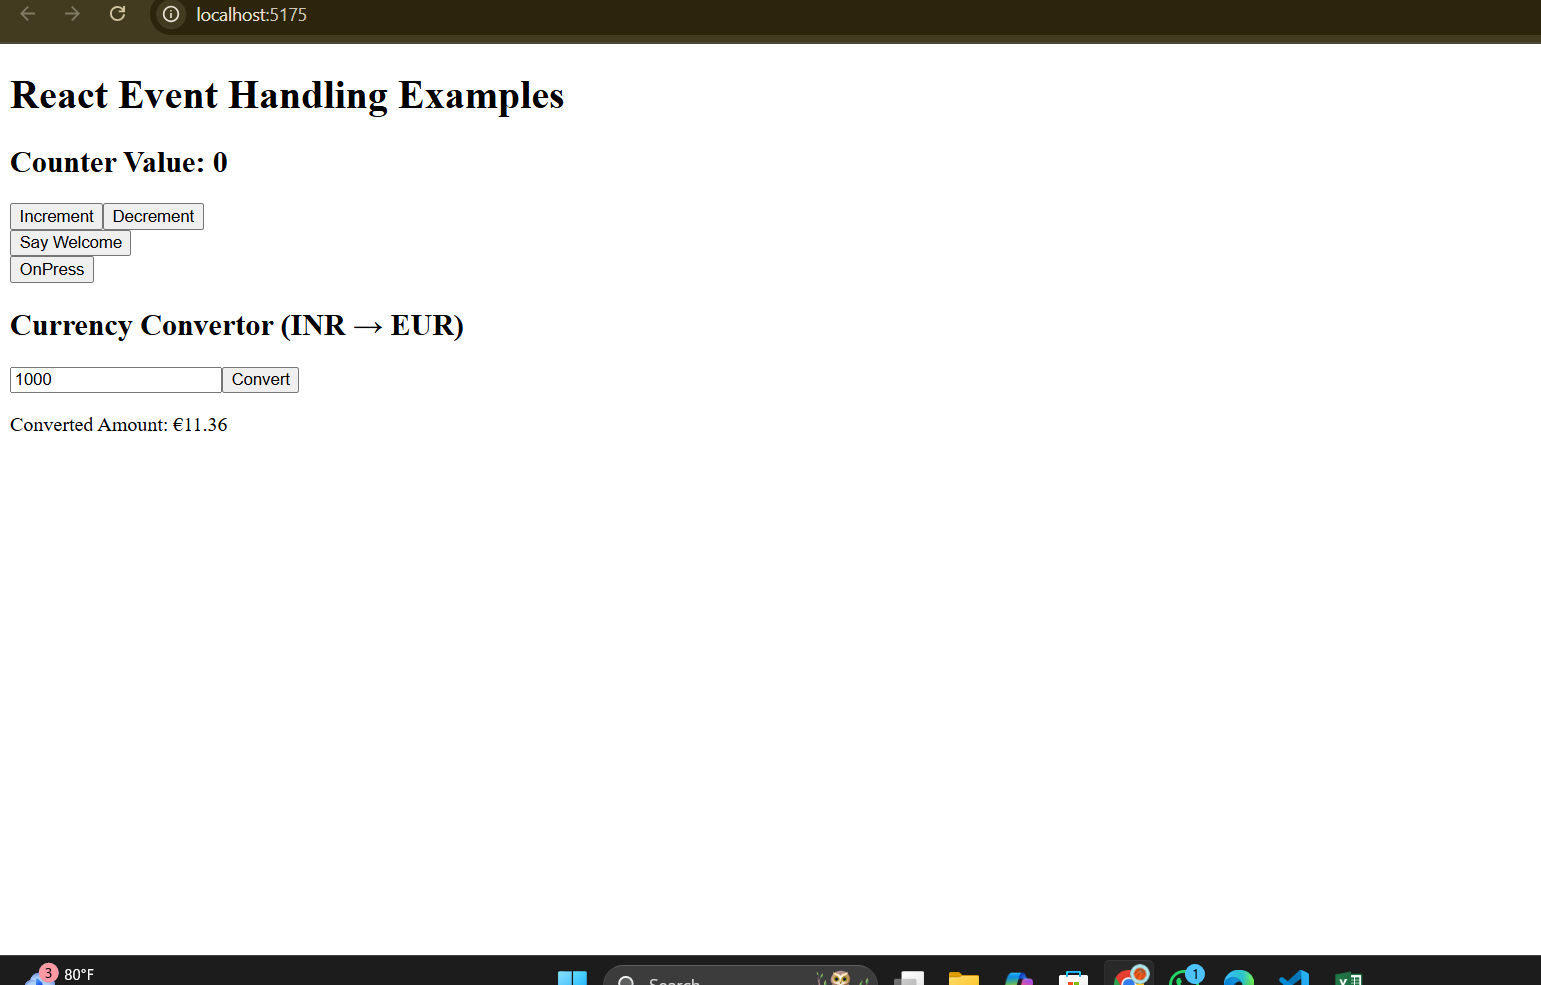 localhost:5175
React Event Handling Examples
Counter Value: 0
Increment Decrement
Say Welcome
OnPress
Currency Convertor (INR → EUR)
1000 Convert
Converted Amount: €11.36
3 80°F Search 1